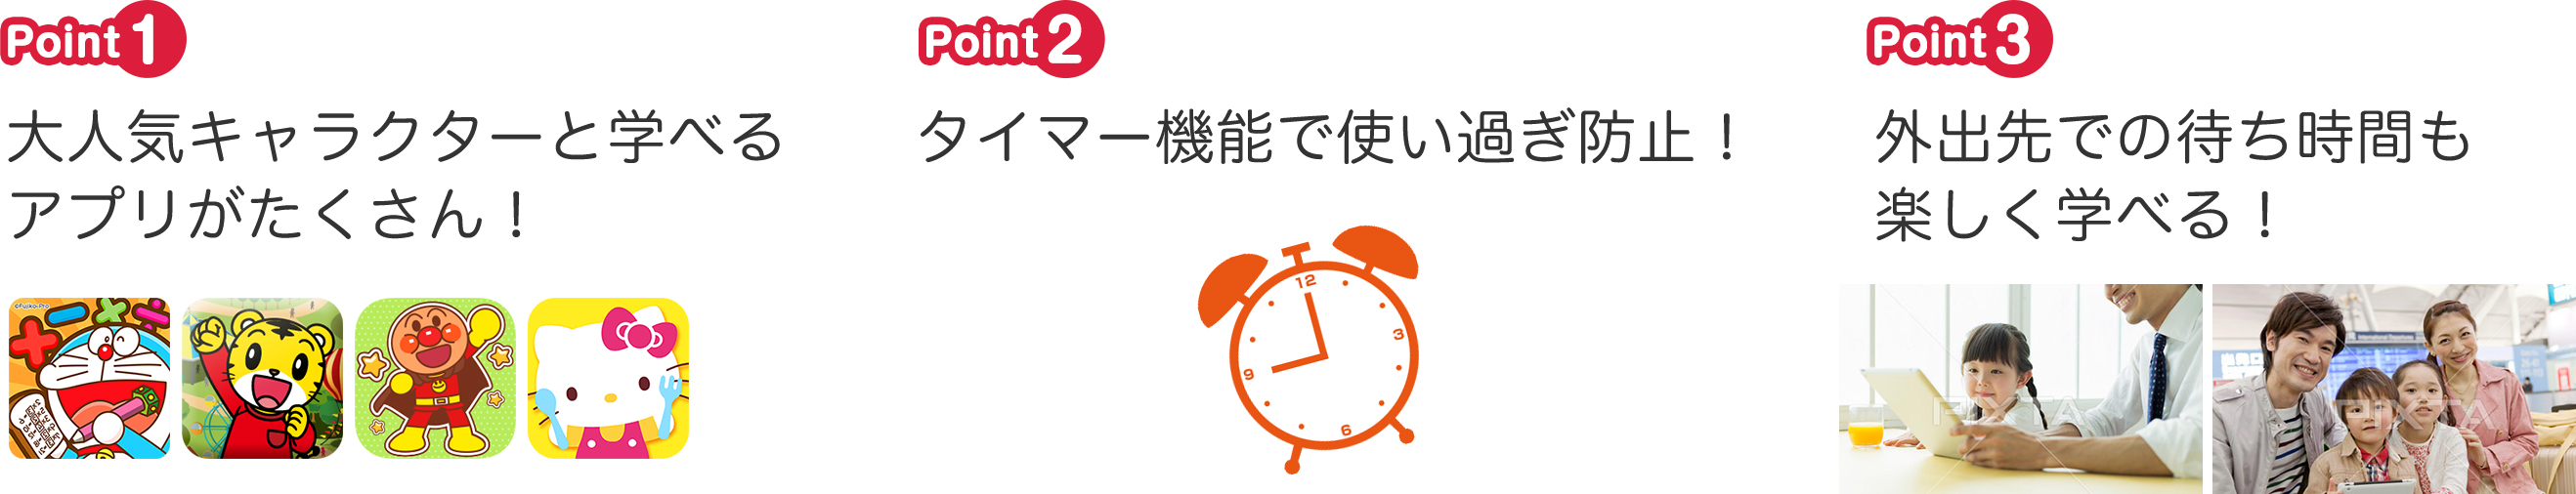 Point 1
大人気キャラクターと学べる
アプリがたくさん！
©Fujiko-Pro
Point 2
タイマー機能で使い過ぎ防止！
12
3
6
9
Point 3
外出先での待ち時間も
楽しく学べる！
PIXTA
PIXTA